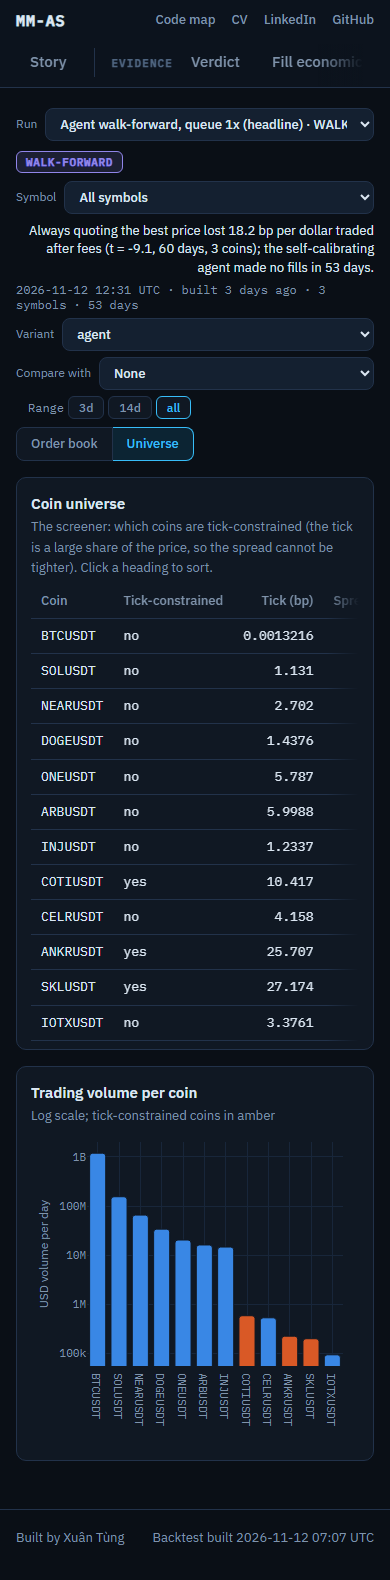 MM-AS Code map CV LinkedIn GitHub
Story EVIDENCE Verdict Fill economic
Run Agent walk-forward, queue 1x (headline) · WALK
WALK-FORWARD
Symbol All symbols
Always quoting the best price lost 18.2 bp per dollar traded
after fees (t = -9.1, 60 days, 3 coins); the self-calibrating
agent made no fills in 53 days.
2026-11-12 12:31 UTC · built 3 days ago · 3
symbols · 53 days
Variant agent
Compare with None
Range 3d 14d all
Order book Universe
Coin universe
The screener: which coins are tick-constrained (the tick
is a large share of the price, so the spread cannot be
tighter). Click a heading to sort.
Coin Tick-constrained Tick (bp)
BTCUSDT no 0.0013216
SOLUSDT no 1.131
NEARUSDT no 2.702
DOGEUSDT no 1.4376
ONEUSDT no 5.787
ARBUSDT no 5.9988
INJUSDT no 1.2337
COTIUSDT yes 10.417
CELRUSDT no 4.158
ANKRUSDT yes 25.707
SKLUSDT yes 27.174
IOTXUSDT no 3.3761
Trading volume per coin
Log scale; tick-constrained coins in amber
USD volume per day
1B
100M
10M
1M
100k
BTCUSDT SOLUSDT NEARUSDT DOGEUSDT ONEUSDT ARBUSDT INJUSDT COTIUSDT CELRUSDT ANKRUSDT SKLUSDT IOTXUSDT
Built by Xuân Tùng Backtest built 2026-11-12 07:07 UTC